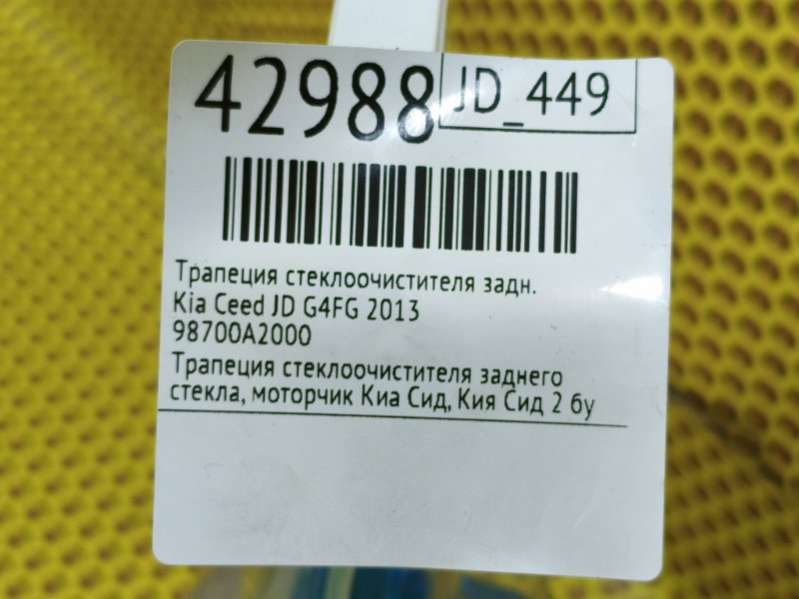 42988 JD_449
Трапеция стеклоочистителя задн.
Kia Ceed JD G4FG 2013
98700A2000
Трапеция стеклоочистителя заднего
стекла, моторчик Киа Сид, Кия Сид 2 бу